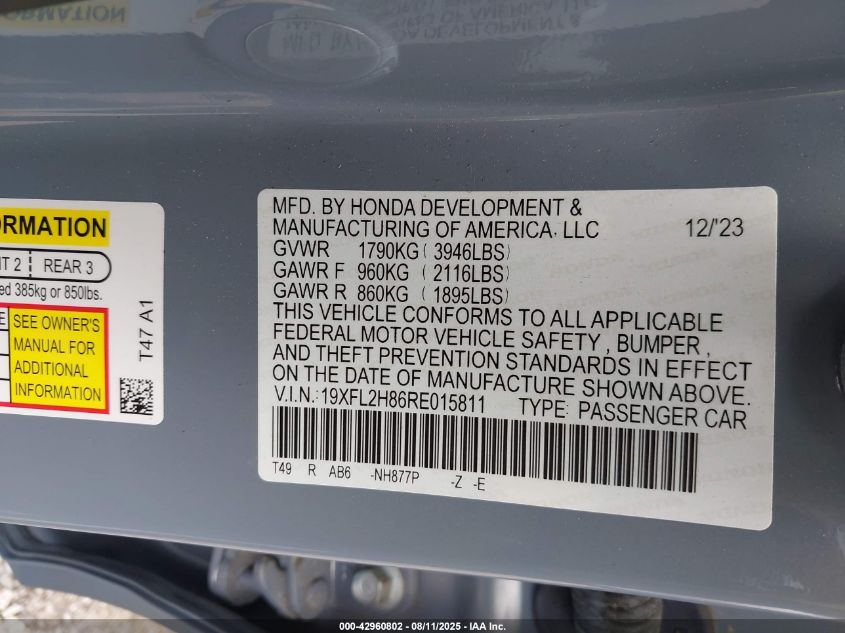 ORMATION
T 2 REAR 3
ed 385kg or 850lbs.
E SEE OWNER'S
MANUAL FOR
ADDITIONAL
INFORMATION
T47 A1
MFD. BY HONDA DEVELOPMENT &
MANUFACTURING OF AMERICA, LLC 12/'23
GVWR 1790KG ( 3946LBS)
GAWR F 960KG ( 2116LBS)
GAWR R 860KG ( 1895LBS)
THIS VEHICLE CONFORMS TO ALL APPLICABLE
FEDERAL MOTOR VEHICLE SAFETY , BUMPER,
AND THEFT PREVENTION STANDARDS IN EFFECT
ON THE DATE OF MANUFACTURE SHOWN ABOVE.
V.I.N.: 19XFL2H86RE015811 TYPE: PASSENGER CAR
T49 R AB6 -NH877P -Z -E
000-42960802 - 08/11/2025 - IAA Inc.